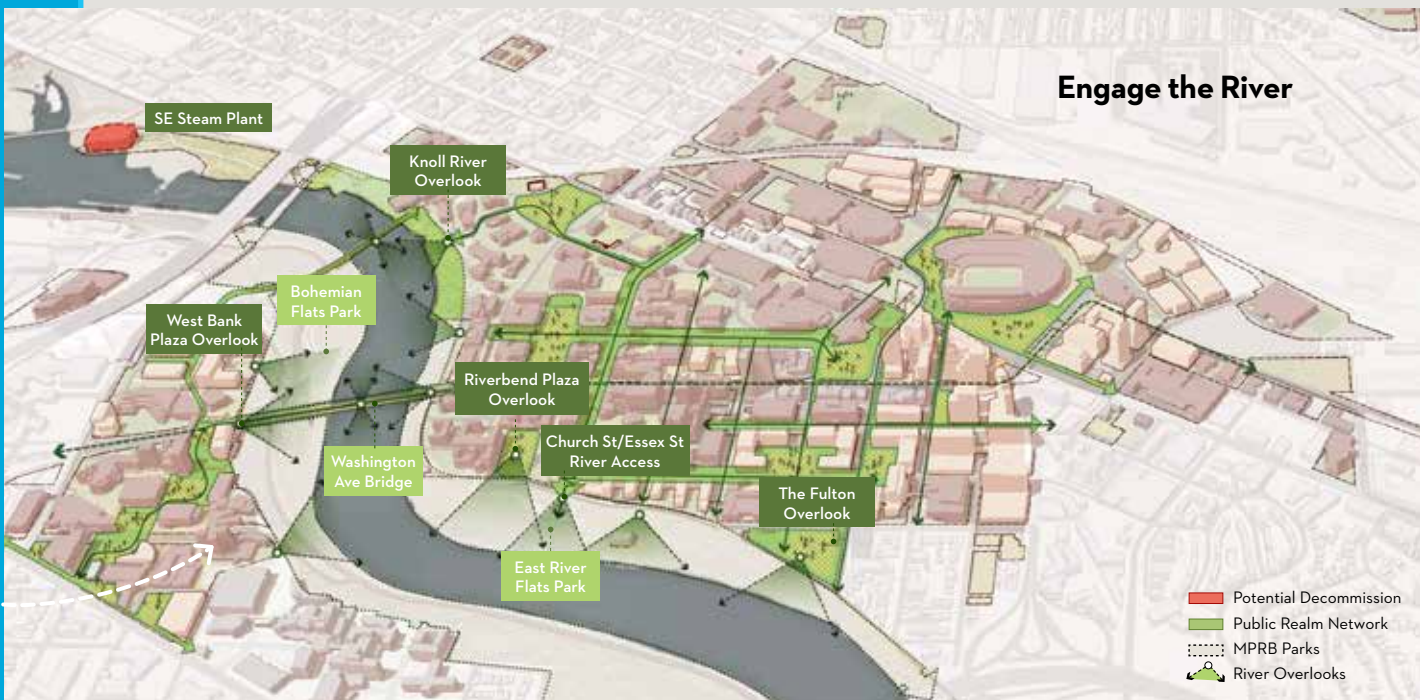 Engage the River
SE Steam Plant
Knoll River
Overlook
Bohemian
Flats Park
West Bank
Plaza Overlook
Riverbend Plaza
Overlook
Church St/Essex St
River Access
Washington
Ave Bridge
The Fulton
Overlook
East River
Flats Park
Potential Decommission
Public Realm Network
MPRB Parks
River Overlooks